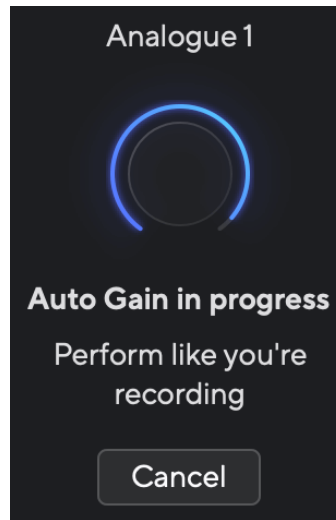 Analogue 1
Auto Gain in progress
Perform like you're
recording
Cancel